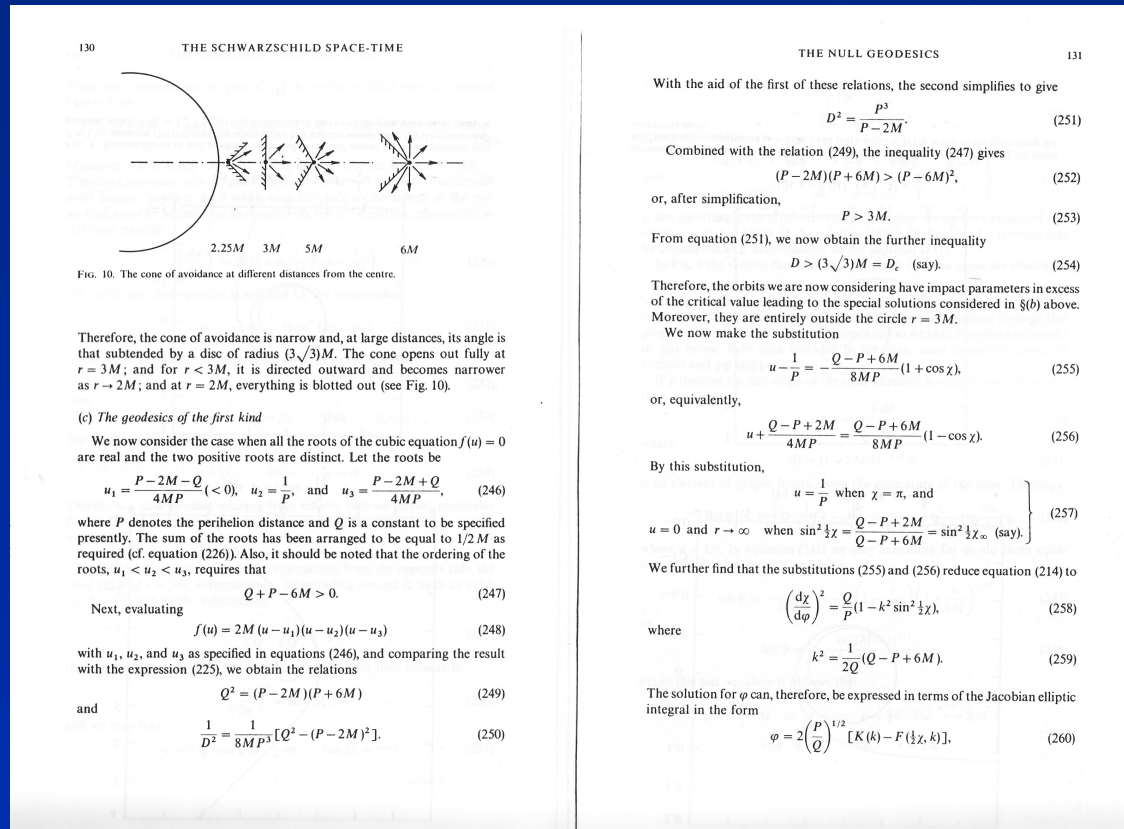 130
THE SCHWARZSCHILD SPACE-TIME
2.25M 3M 5M 6M
FIG. 10. The cone of avoidance at different distances from the centre.
Therefore, the cone of avoidance is narrow and, at large distances, its angle is
that subtended by a disc of radius (3√3)M. The cone opens out fully at
r = 3M; and for r < 3M, it is directed outward and becomes narrower
as r → 2M; and at r = 2M, everything is blotted out (see Fig. 10).
(c) The geodesics of the first kind
We now consider the case when all the roots of the cubic equation f(u) = 0
are real and the two positive roots are distinct. Let the roots be
u₁ = (P − 2M − Q)/4MP (< 0), u₂ = 1/P, and u₃ = (P − 2M + Q)/4MP, (246)
where P denotes the perihelion distance and Q is a constant to be specified
presently. The sum of the roots has been arranged to be equal to 1/2 M as
required (cf. equation (226)). Also, it should be noted that the ordering of the
roots, u₁ < u₂ < u₃, requires that
Q + P − 6M > 0. (247)
Next, evaluating
f(u) = 2M (u − u₁)(u − u₂)(u − u₃) (248)
with u₁, u₂, and u₃ as specified in equations (246), and comparing the result
with the expression (225), we obtain the relations
Q² = (P − 2M)(P + 6M) (249)
and
1/D² = 1/8MP³ [Q² − (P − 2M)²]. (250)
THE NULL GEODESICS
131
With the aid of the first of these relations, the second simplifies to give
D² = P³/(P − 2M). (251)
Combined with the relation (249), the inequality (247) gives
(P − 2M)(P + 6M) > (P − 6M)², (252)
or, after simplification,
P > 3M. (253)
From equation (251), we now obtain the further inequality
D > (3√3)M = D_c (say). (254)
Therefore, the orbits we are now considering have impact parameters in excess
of the critical value leading to the special solutions considered in §(b) above.
Moreover, they are entirely outside the circle r = 3M.
We now make the substitution
u − 1/P = − (Q − P + 6M)/8MP (1 + cos χ), (255)
or, equivalently,
u + (Q − P + 2M)/4MP = (Q − P + 6M)/8MP (1 − cos χ). (256)
By this substitution,
u = 1/P when χ = π, and
u = 0 and r → ∞ when sin² ½χ = (Q − P + 2M)/(Q − P + 6M) = sin² ½χ∞ (say). (257)
We further find that the substitutions (255) and (256) reduce equation (214) to
(dχ/dφ)² = Q/P (1 − k² sin² ½χ), (258)
where
k² = 1/2Q (Q − P + 6M). (259)
The solution for φ can, therefore, be expressed in terms of the Jacobian elliptic
integral in the form
φ = 2(P/Q)^1/2 [K(k) − F(½χ, k)], (260)